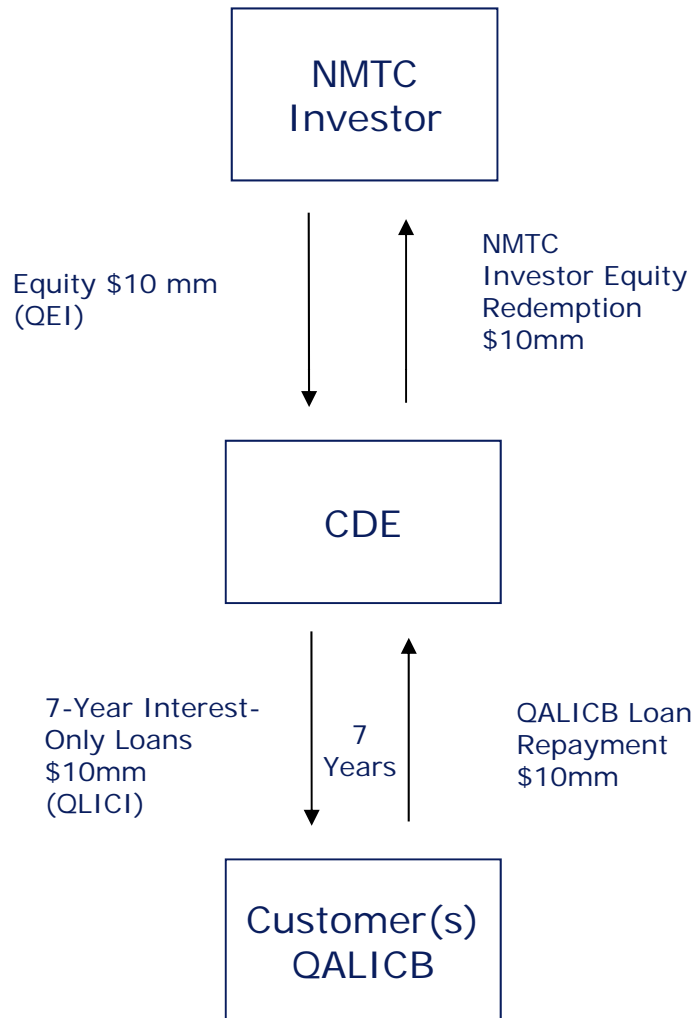 NMTC
Investor
Equity $10 mm
(QEI)
NMTC
Investor Equity
Redemption
$10mm
CDE
7-Year Interest-
Only Loans
$10mm
(QLICI)
7
Years
QALICB Loan
Repayment
$10mm
Customer(s)
QALICB